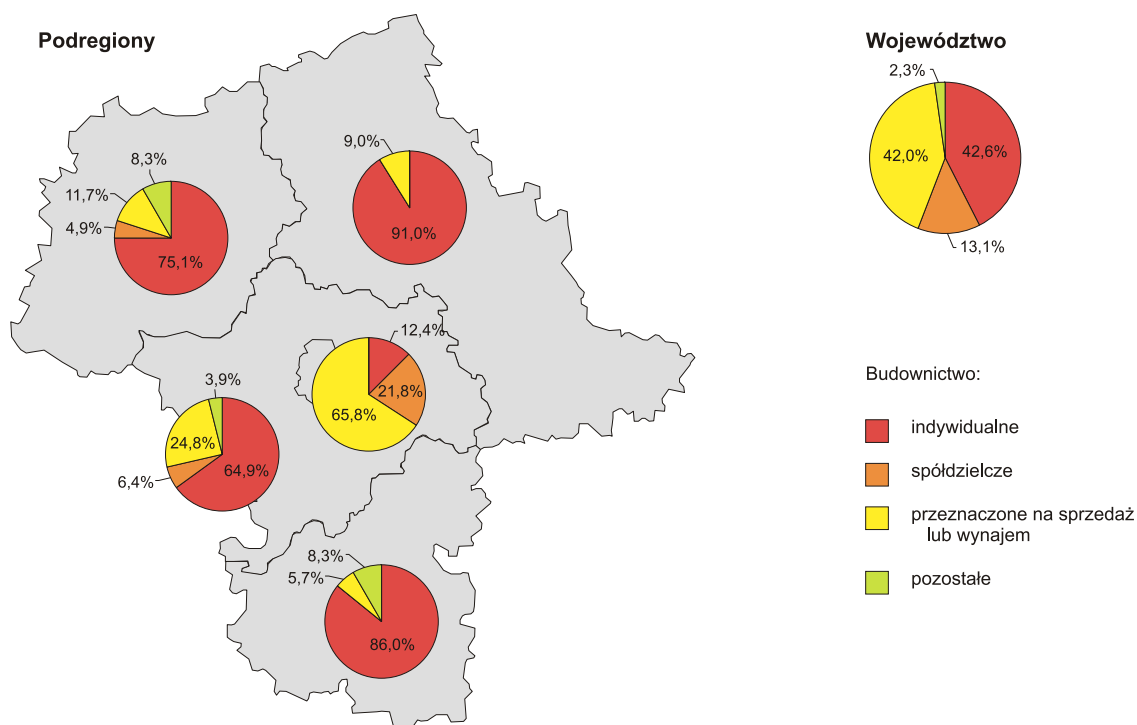 Podregiony
Województwo
2,3%
42,0%
42,6%
13,1%
9,0%
91,0%
8,3%
11,7%
4,9%
75,1%
12,4%
21,8%
65,8%
3,9%
24,8%
6,4%
64,9%
8,3%
5,7%
86,0%
Budownictwo:
indywidualne
spółdzielcze
przeznaczone na sprzedaż
lub wynajem
pozostałe